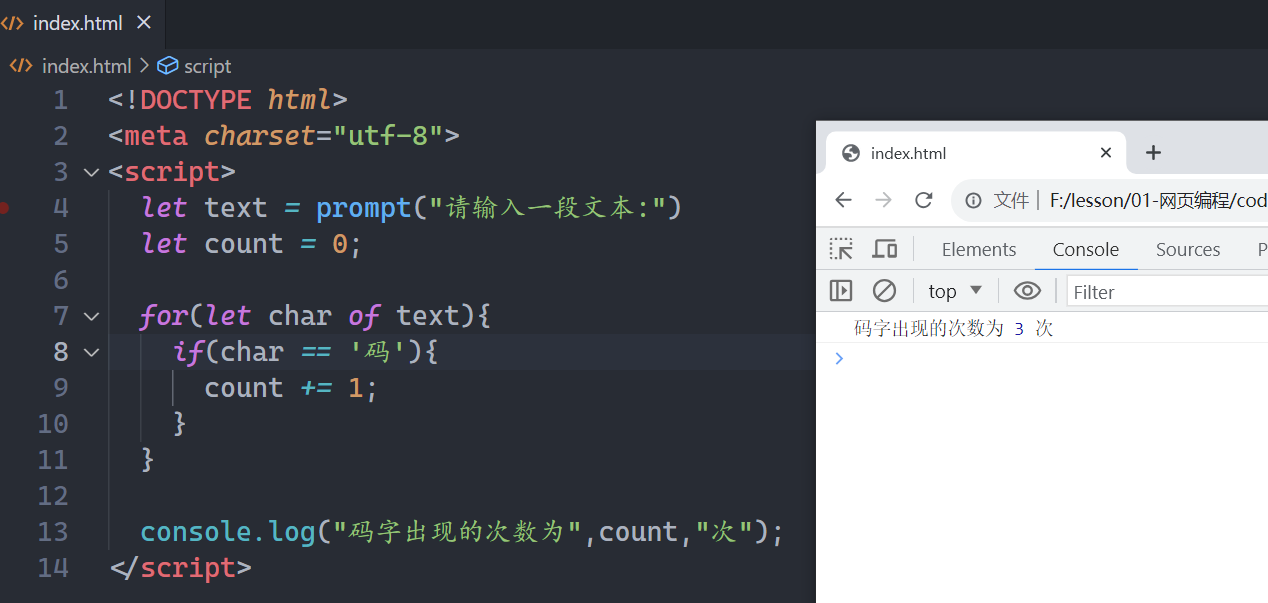 index.html
index.html > script
1 <!DOCTYPE html>
2 <meta charset="utf-8">
3 <script>
4 let text = prompt("请输入一段文本:")
5 let count = 0;
6
7 for(let char of text){
8 if(char == '码'){
9 count += 1;
10 }
11 }
12
13 console.log("码字出现的次数为",count,"次");
14 </script>
index.html
文件 F:/lesson/01-网页编程/cod
Elements Console Sources P
top Filter
码字出现的次数为 3 次